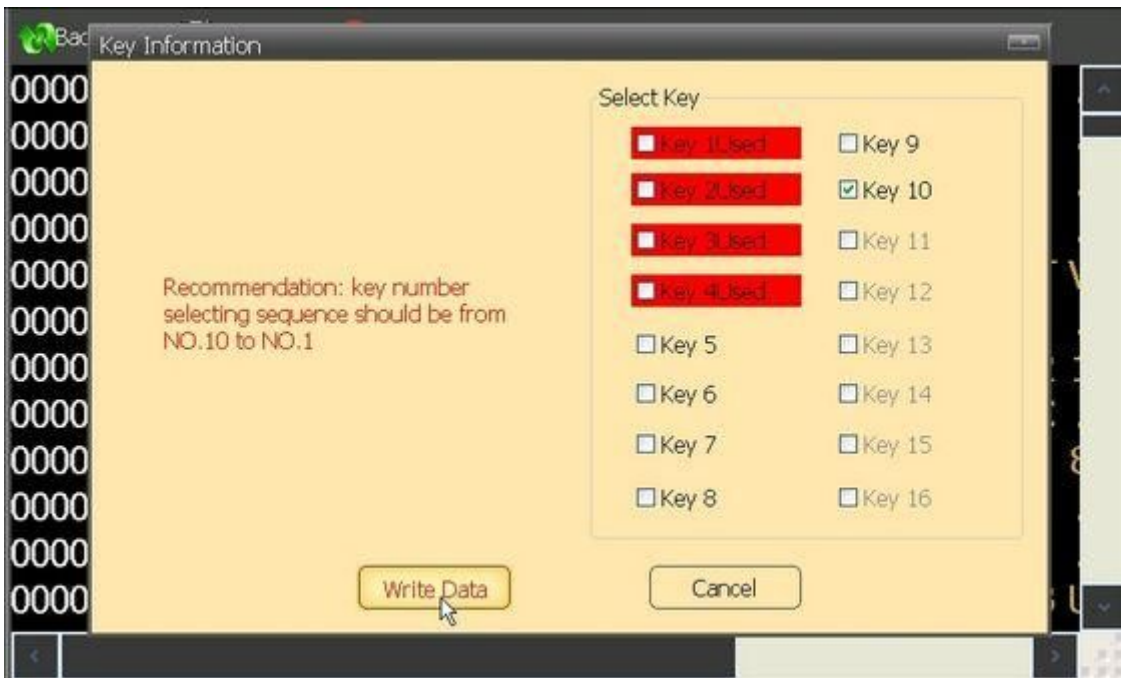 Bac
Key Information
0000
0000
0000
0000
0000
0000
0000
0000
0000
0000
0000
0000
Select Key
Key 1Used
Key 2Used
Key 3Used
Key 4Used
Key 5
Key 6
Key 7
Key 8
Key 9
Key 10
Key 11
Key 12
Key 13
Key 14
Key 15
Key 16
Recommendation: key number
selecting sequence should be from
NO.10 to NO.1
Write Data
Cancel